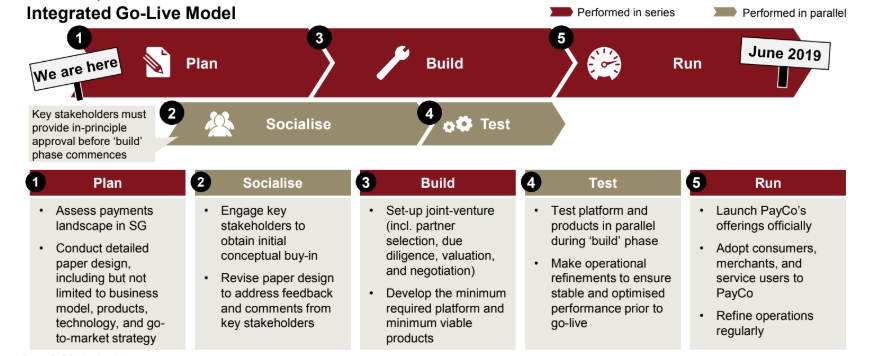 Integrated Go-Live Model
Performed in series
Performed in parallel
1
3
5
We are here
Plan
Build
Run
June 2019
Key stakeholders must
provide in-principle
approval before ‘build’
phase commences
2
Socialise
4
Test
1 Plan
• Assess payments
landscape in SG
• Conduct detailed
paper design,
including but not
limited to business
model, products,
technology, and go-
to-market strategy
2 Socialise
• Engage key
stakeholders to
obtain initial
conceptual buy-in
• Revise paper design
to address feedback
and comments from
key stakeholders
3 Build
• Set-up joint-venture
(incl. partner
selection, due
diligence, valuation,
and negotiation)
• Develop the minimum
required platform and
minimum viable
products
4 Test
• Test platform and
products in parallel
during ‘build’ phase
• Make operational
refinements to ensure
stable and optimised
performance prior to
go-live
5 Run
• Launch PayCo’s
offerings officially
• Adopt consumers,
merchants, and
service users to
PayCo
• Refine operations
regularly